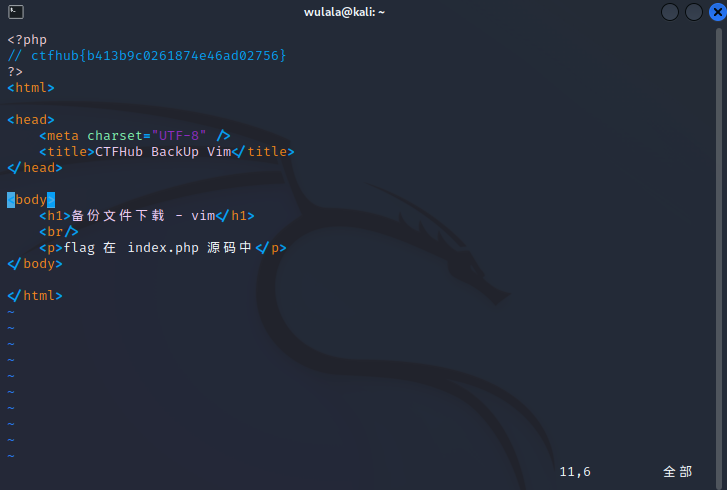 wulala@kali: ~
<?php
// ctfhub{b413b9c0261874e46ad02756}
?>
<html>
<head>
<meta charset="UTF-8" />
<title>CTFHub BackUp Vim</title>
</head>
<body>
<h1>备份文件下载 - vim</h1>
<br/>
<p>flag 在 index.php 源码中</p>
</body>
</html>
~
~
~
~
~
~
~
~
~
~
11,6 全部